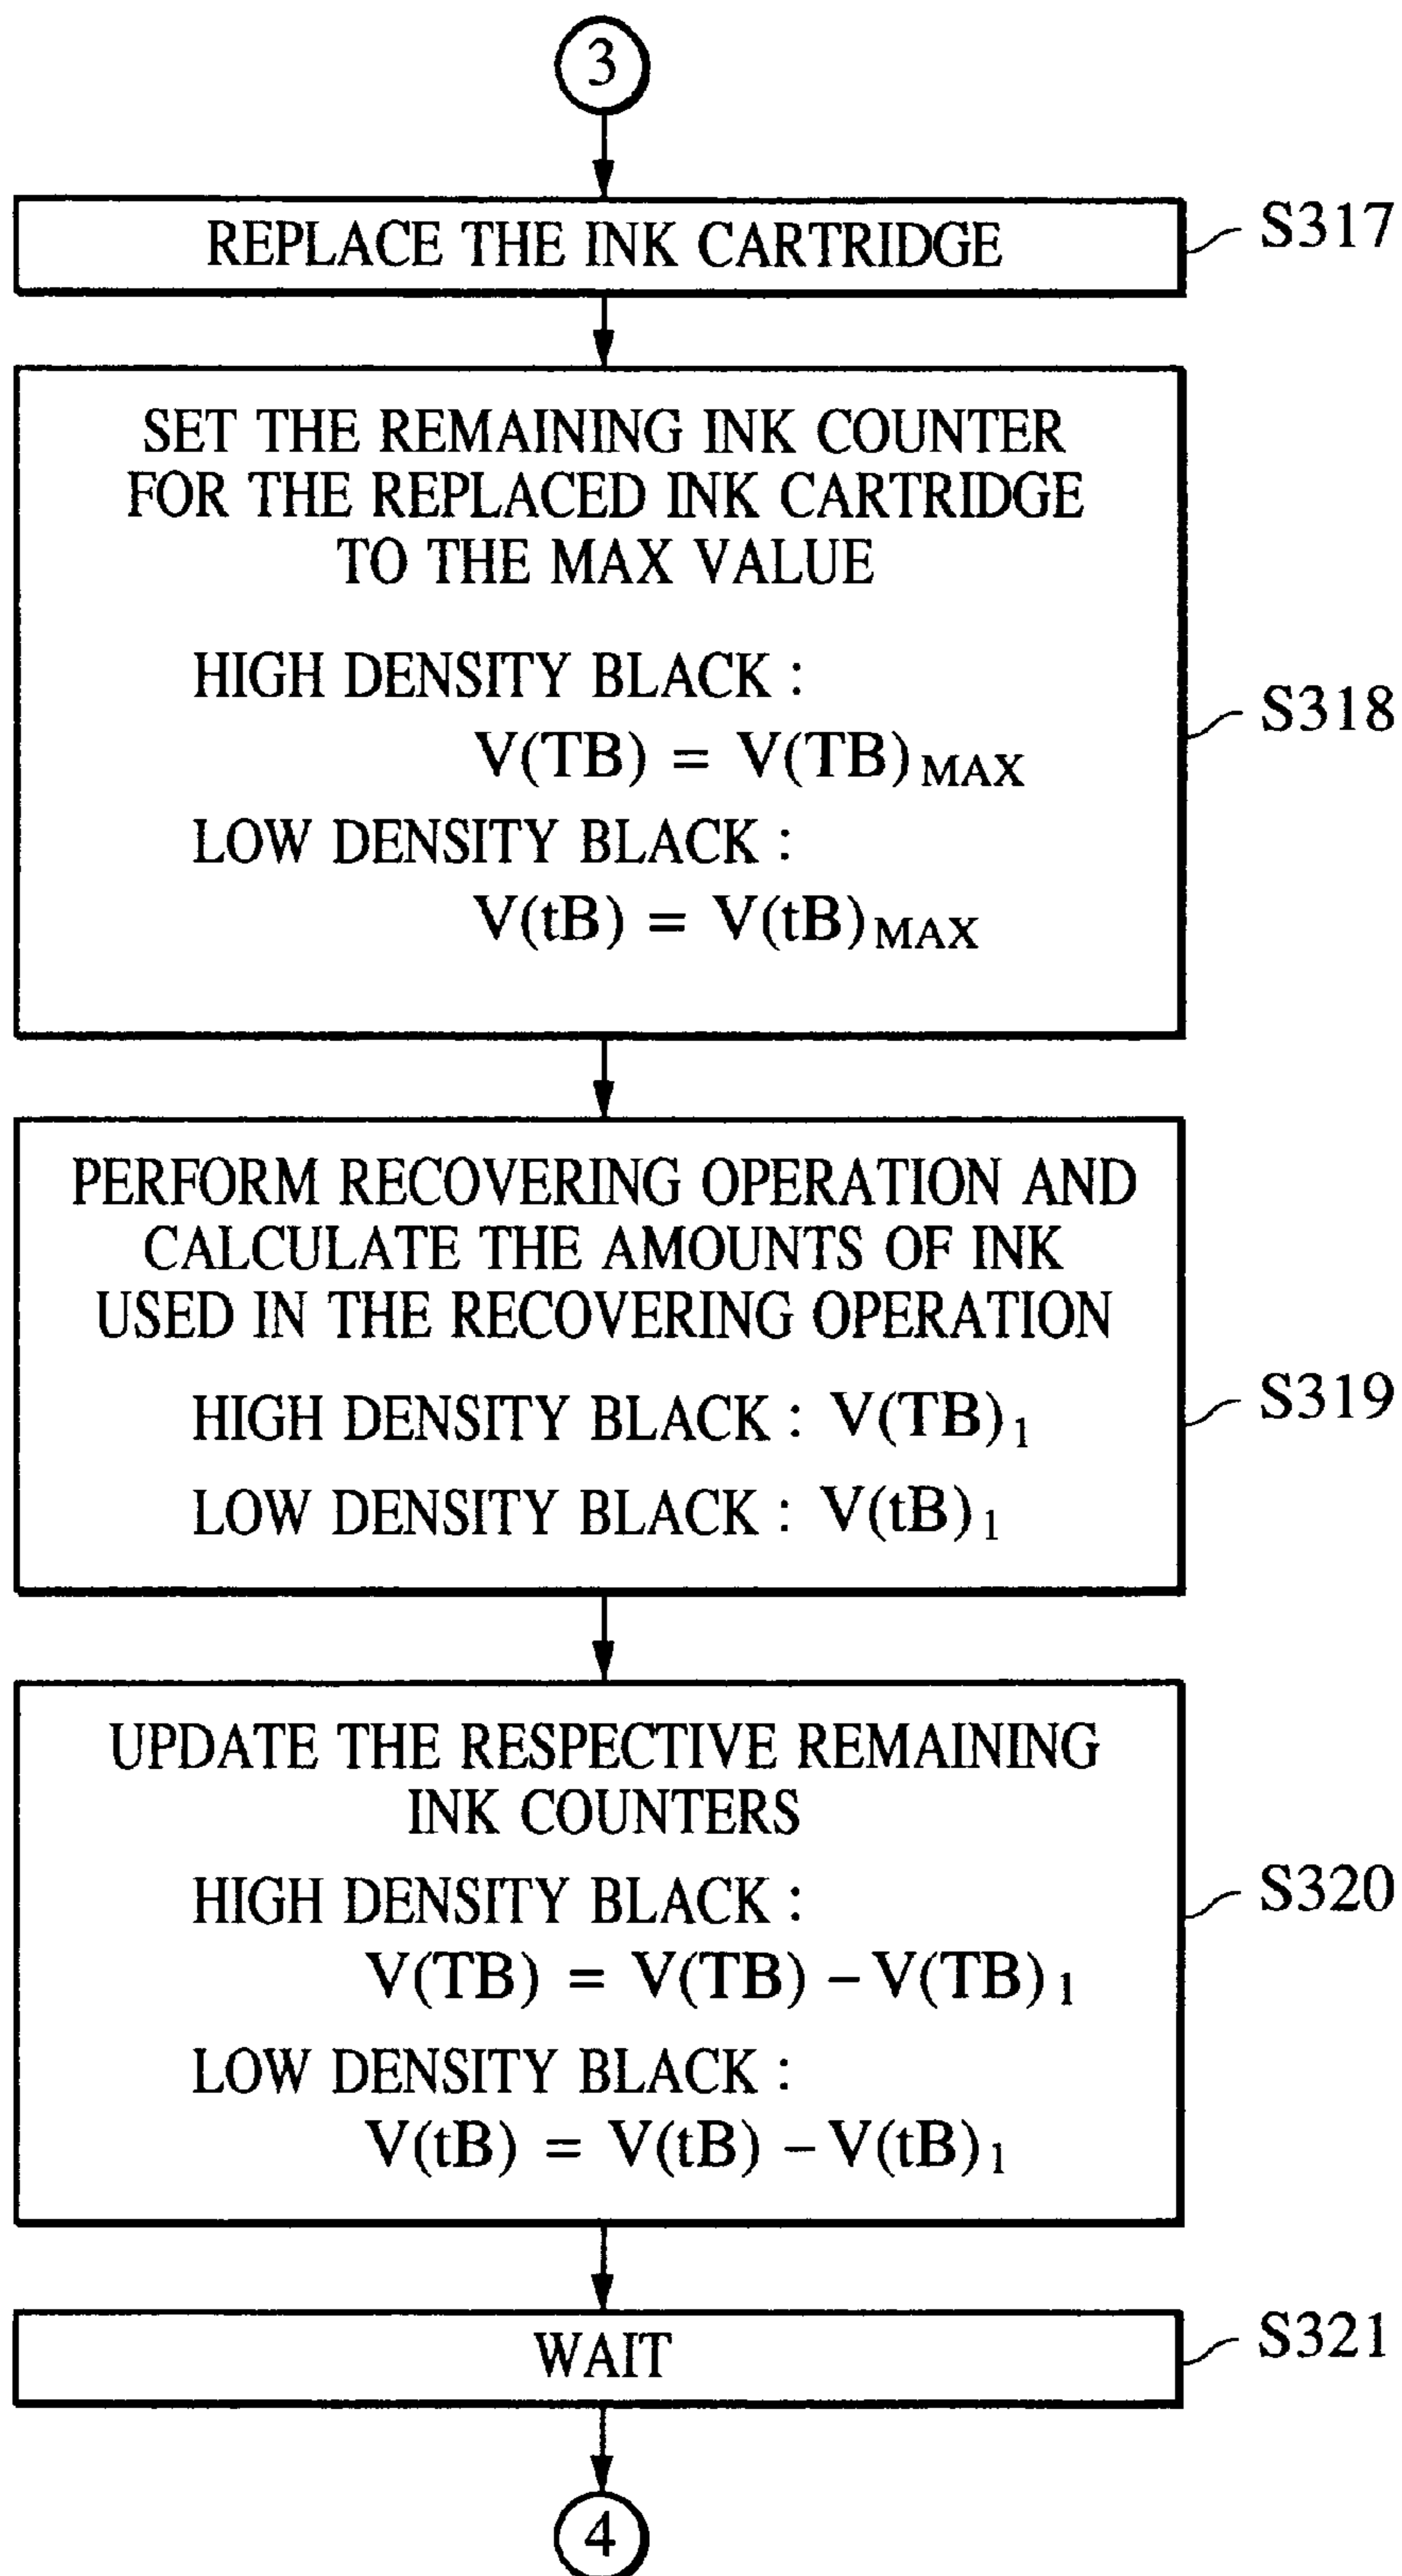 3
REPLACE THE INK CARTRIDGE
S317
SET THE REMAINING INK COUNTER
FOR THE REPLACED INK CARTRIDGE
TO THE MAX VALUE
HIGH DENSITY BLACK :
V(TB) = V(TB)MAX
LOW DENSITY BLACK :
V(tB) = V(tB)MAX
S318
PERFORM RECOVERING OPERATION AND
CALCULATE THE AMOUNTS OF INK
USED IN THE RECOVERING OPERATION
HIGH DENSITY BLACK : V(TB)1
LOW DENSITY BLACK : V(tB)1
S319
UPDATE THE RESPECTIVE REMAINING
INK COUNTERS
HIGH DENSITY BLACK :
V(TB) = V(TB) – V(TB)1
LOW DENSITY BLACK :
V(tB) = V(tB) – V(tB)1
S320
WAIT
S321
4